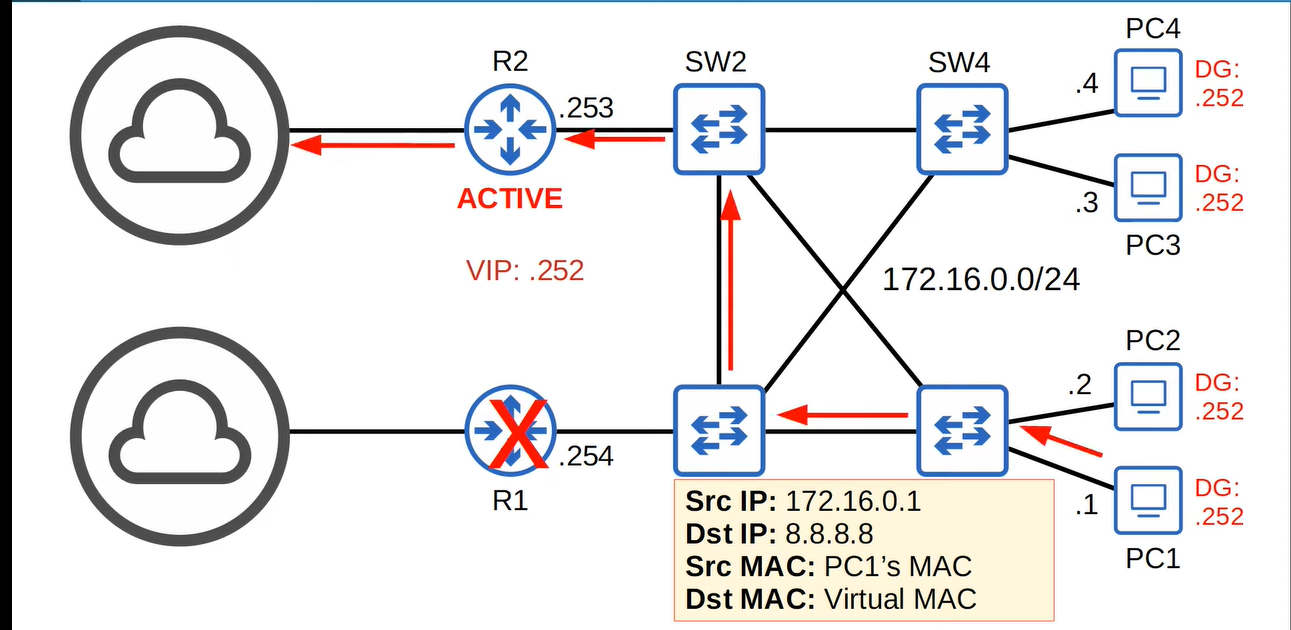 PC4
R2
SW2
SW4
.4
DG:
.252
.253
ACTIVE
.3
DG:
.252
PC3
VIP: .252
172.16.0.0/24
PC2
.2
DG:
.252
.254
R1
.1
DG:
.252
PC1
Src IP: 172.16.0.1
Dst IP: 8.8.8.8
Src MAC: PC1's MAC
Dst MAC: Virtual MAC